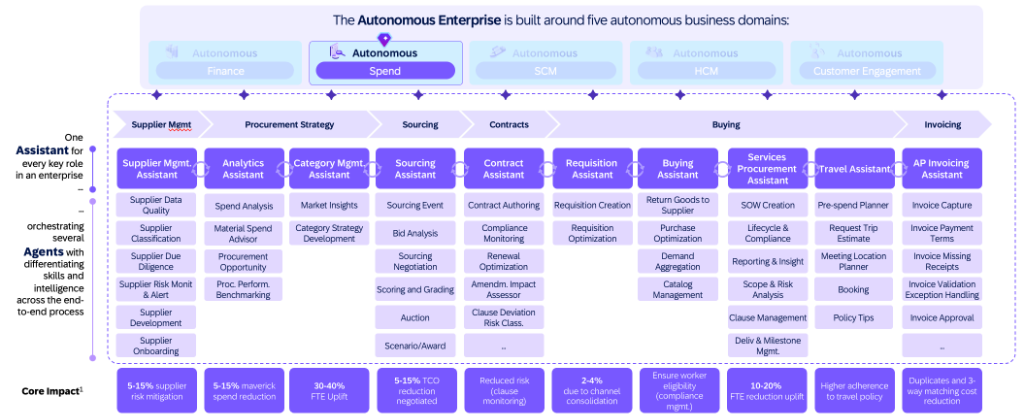 The Autonomous Enterprise is built around five autonomous business domains:
Autonomous
Finance
Autonomous
Spend
Autonomous
SCM
Autonomous
HCM
Autonomous
Customer Engagement
Supplier Mgmt
Procurement Strategy
Sourcing
Contracts
Buying
Invoicing
One
Assistant for
every key role
in an enterprise
...
...
orchestrating
several
Agents with
differentiating
skills and
intelligence
across the end-
to-end process
Supplier Mgmt.
Assistant
Supplier Data
Quality
Supplier
Classification
Supplier Due
Diligence
Supplier Risk Monit
& Alert
Supplier
Development
Supplier
Onboarding
Analytics
Assistant
Spend Analysis
Material Spend
Advisor
Procurement
Opportunity
Proc. Perform.
Benchmarking
Category Mgmt.
Assistant
Market Insights
Category Strategy
Development
Sourcing
Assistant
Sourcing Event
Bid Analysis
Sourcing
Negotiation
Scoring and Grading
Auction
Scenario/Award
Contract
Assistant
Contract Authoring
Compliance
Monitoring
Renewal
Optimization
Amendm. Impact
Assessor
Clause Deviation
Risk Class.
...
Requisition
Assistant
Requisition Creation
Requisition
Optimization
Buying
Assistant
Return Goods to
Supplier
Purchase
Optimization
Demand
Aggregation
Catalog
Management
Services
Procurement
Assistant
SOW Creation
Lifecycle &
Compliance
Reporting & Insight
Scope & Risk
Analysis
Clause Management
Deliv & Milestone
Mgmt.
Travel Assistant
Pre-spend Planner
Request Trip
Estimate
Meeting Location
Planner
Booking
Policy Tips
AP Invoicing
Assistant
Invoice Capture
Invoice Payment
Terms
Invoice Missing
Receipts
Invoice Validation
Exception Handling
Invoice Approval
...
Core Impact1
5-15% supplier
risk mitigation
5-15% maverick
spend reduction
30-40%
FTE Uplift
5-15% TCO
reduction
negotiated
Reduced risk
(clause
monitoring)
2-4%
due to channel
consolidation
Ensure worker
eligibility
(compliance
mgmt.)
10-20%
FTE reduction uplift
Higher adherence
to travel policy
Duplicates and 3-
way matching cost
reduction